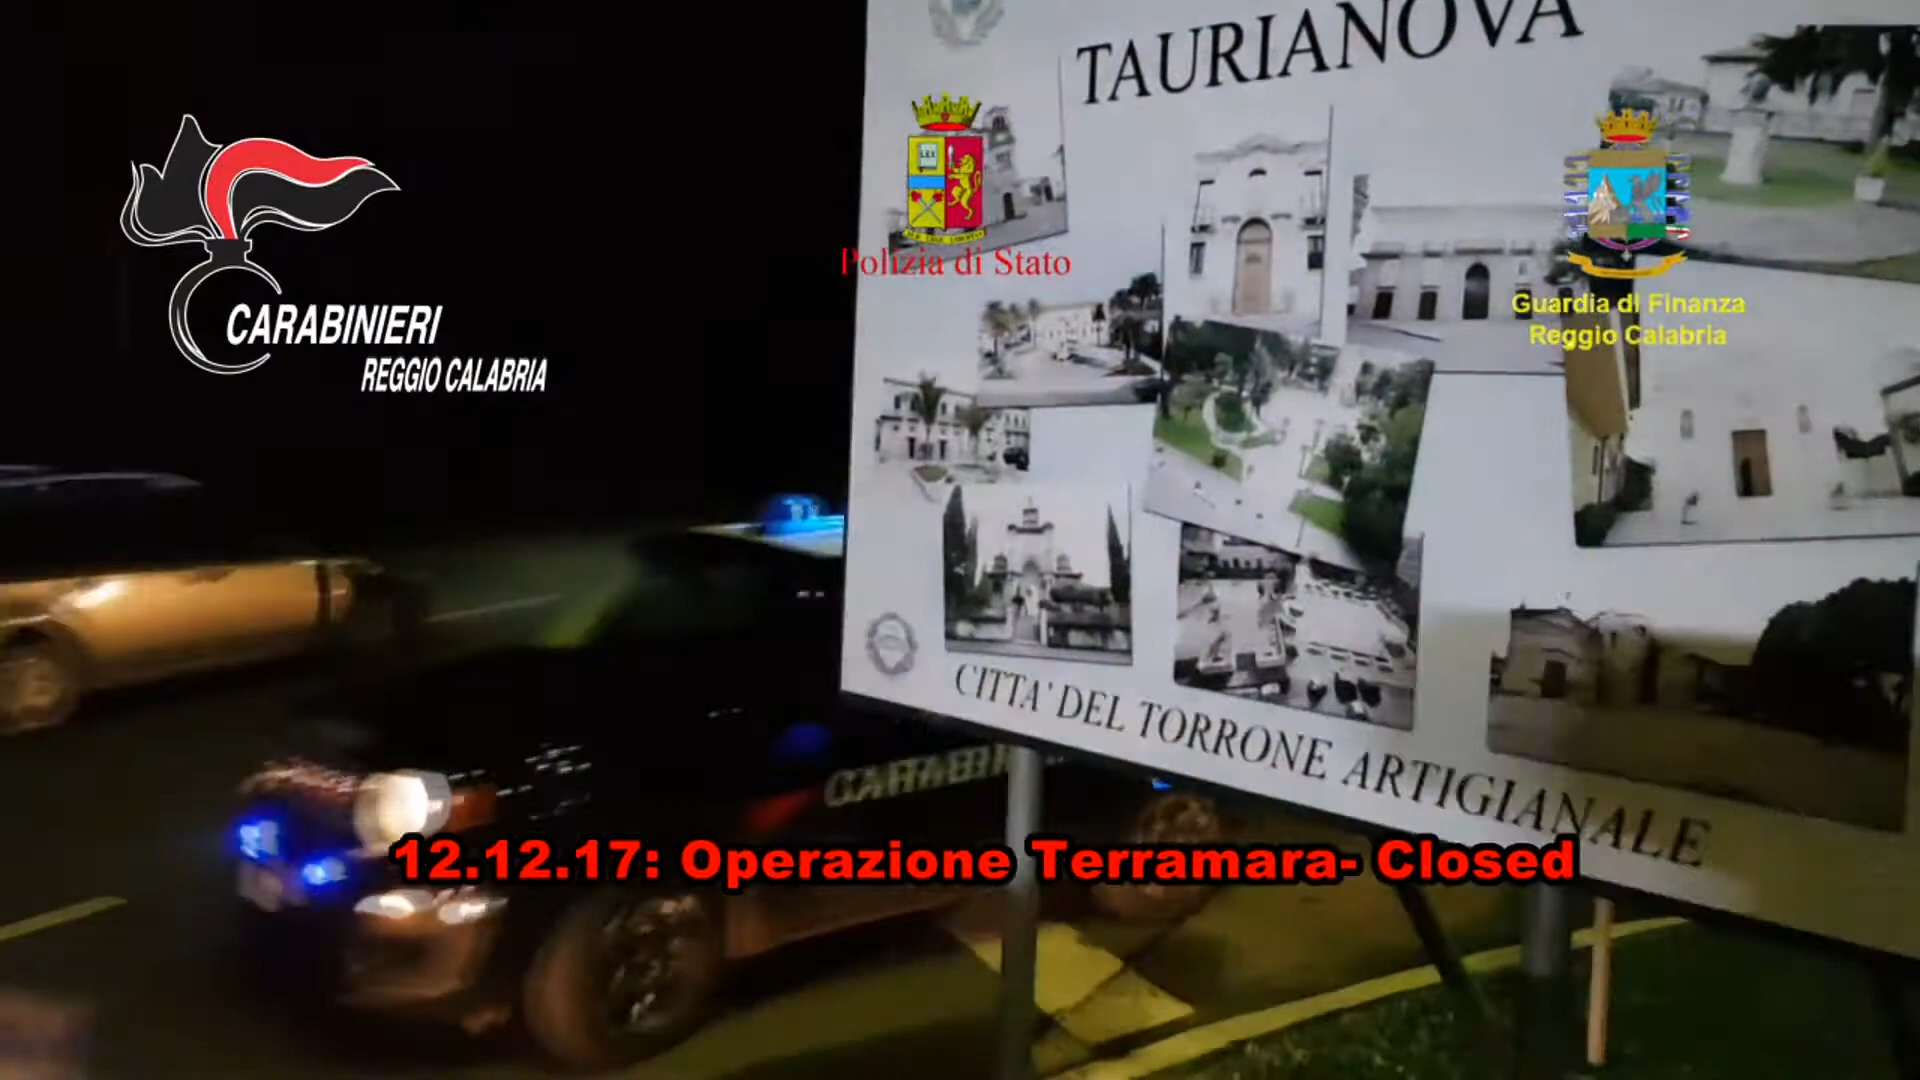 TAURIANOVA
LEX
Polizia di Stato
Guardia di Finanza
Reggio Calabria
CARABINIERI
REGGIO CALABRIA
CITTA' DEL TORRONE ARTIGIANALE
12.12.17: Operazione Terramara- Closed